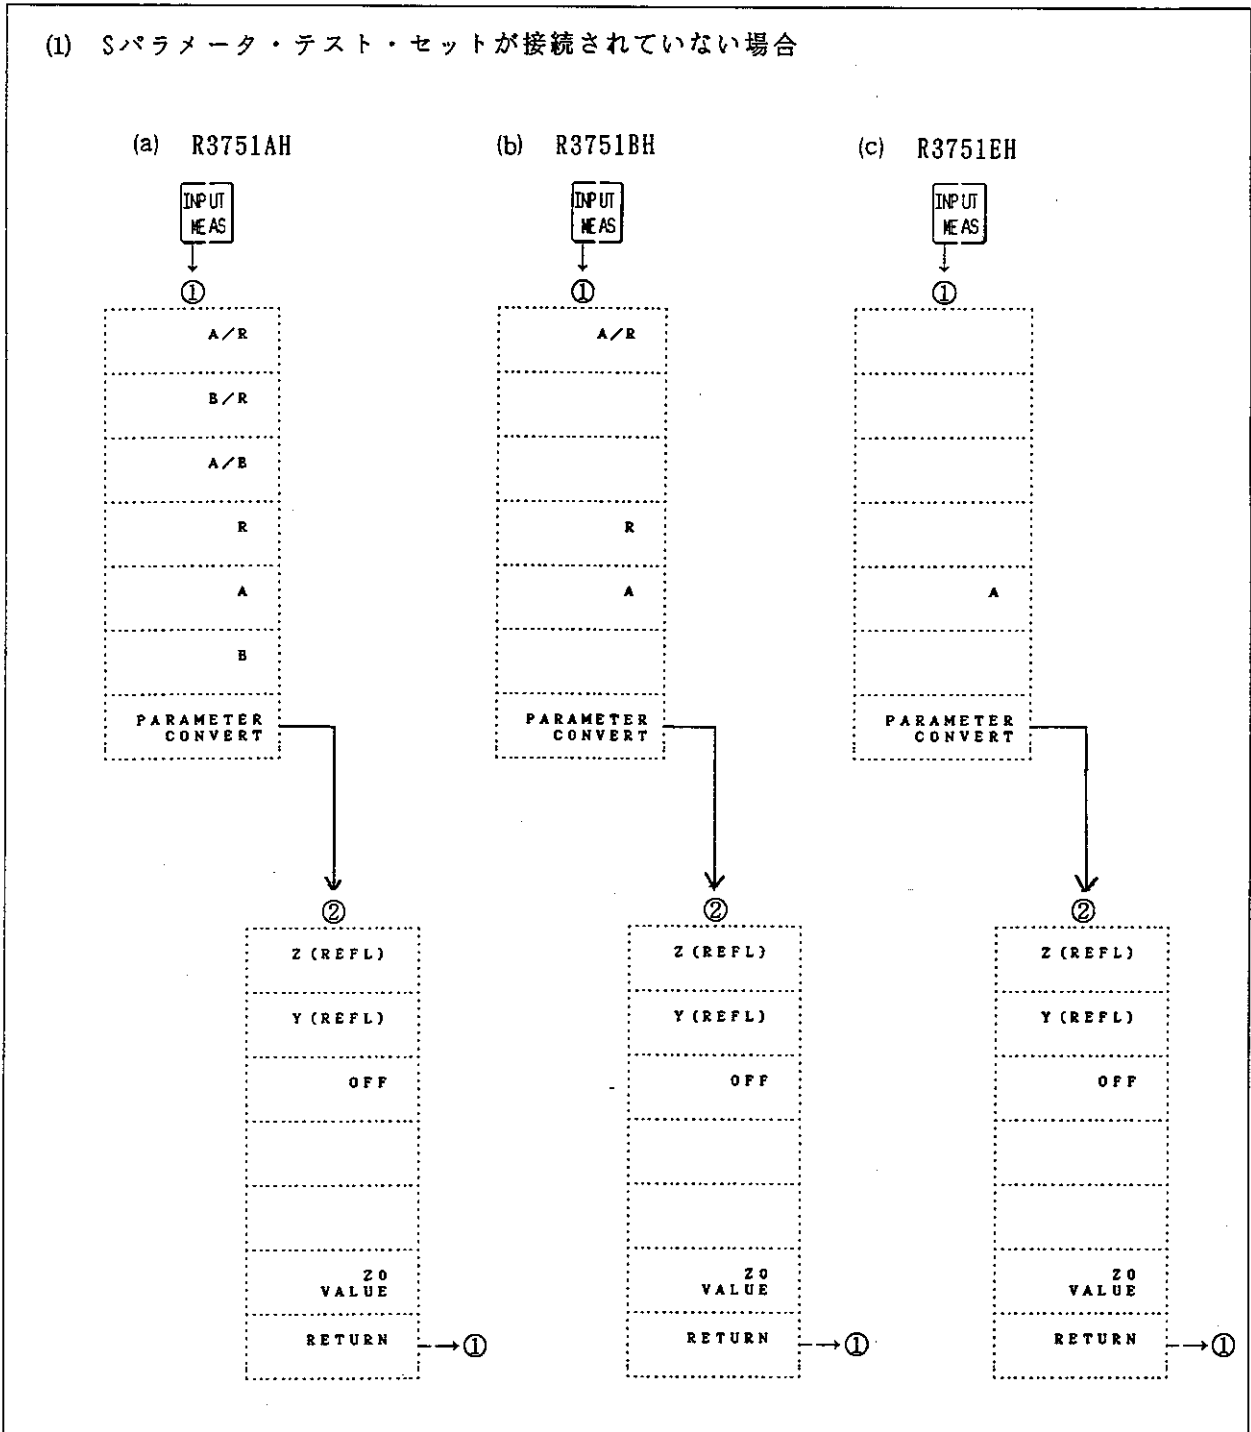 (1) Sパラメータ・テスト・セットが接続されていない場合
(a) R3751AH
INPUT
MEAS
①
A/R
B/R
A/B
R
A
B
PARAMETER
CONVERT
②
Z(REFL)
Y(REFL)
OFF
Z0
VALUE
RETURN
①
(b) R3751BH
INPUT
MEAS
①
A/R
R
A
PARAMETER
CONVERT
②
Z(REFL)
Y(REFL)
OFF
Z0
VALUE
RETURN
①
(c) R3751EH
INPUT
MEAS
①
A
PARAMETER
CONVERT
②
Z(REFL)
Y(REFL)
OFF
Z0
VALUE
RETURN
①